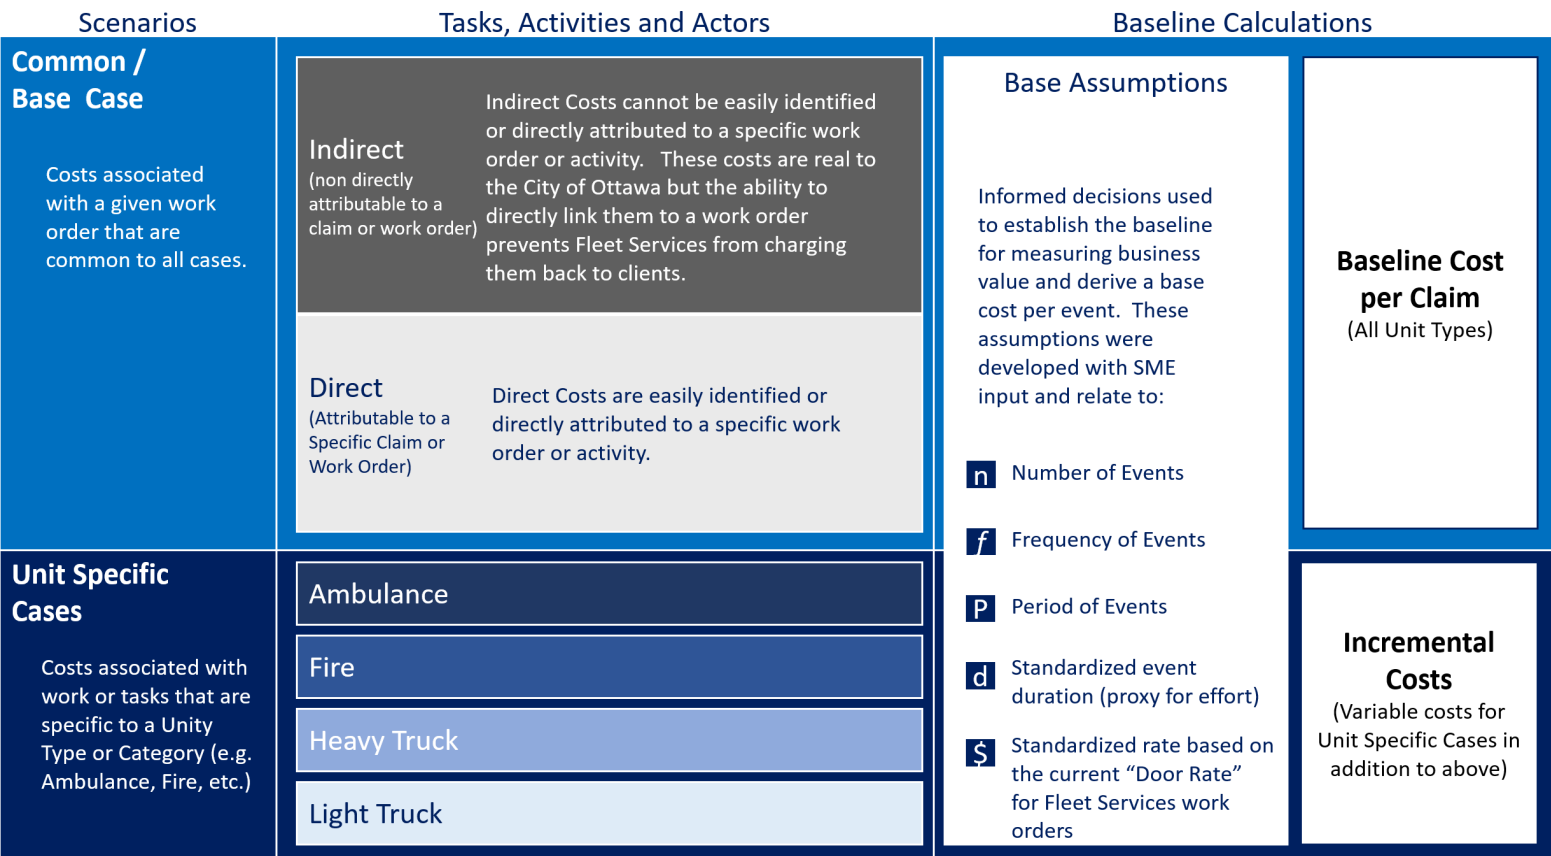 Scenarios
Tasks, Activities and Actors
Baseline Calculations
Common /
Base Case
Costs associated
with a given work
order that are
common to all cases.
Indirect
(non directly
attributable to a
claim or work order)
Indirect Costs cannot be easily identified
or directly attributed to a specific work
order or activity. These costs are real to
the City of Ottawa but the ability to
directly link them to a work order
prevents Fleet Services from charging
them back to clients.
Direct
(Attributable to a
Specific Claim or
Work Order)
Direct Costs are easily identified or
directly attributed to a specific work
order or activity.
Base Assumptions
Informed decisions used
to establish the baseline
for measuring business
value and derive a base
cost per event. These
assumptions were
developed with SME
input and relate to:
n Number of Events
f Frequency of Events
P Period of Events
d Standardized event
duration (proxy for effort)
$ Standardized rate based on
the current “Door Rate”
for Fleet Services work
orders
Baseline Cost
per Claim
(All Unit Types)
Unit Specific
Cases
Costs associated with
work or tasks that are
specific to a Unity
Type or Category (e.g.
Ambulance, Fire, etc.)
Ambulance
Fire
Heavy Truck
Light Truck
Incremental
Costs
(Variable costs for
Unit Specific Cases in
addition to above)